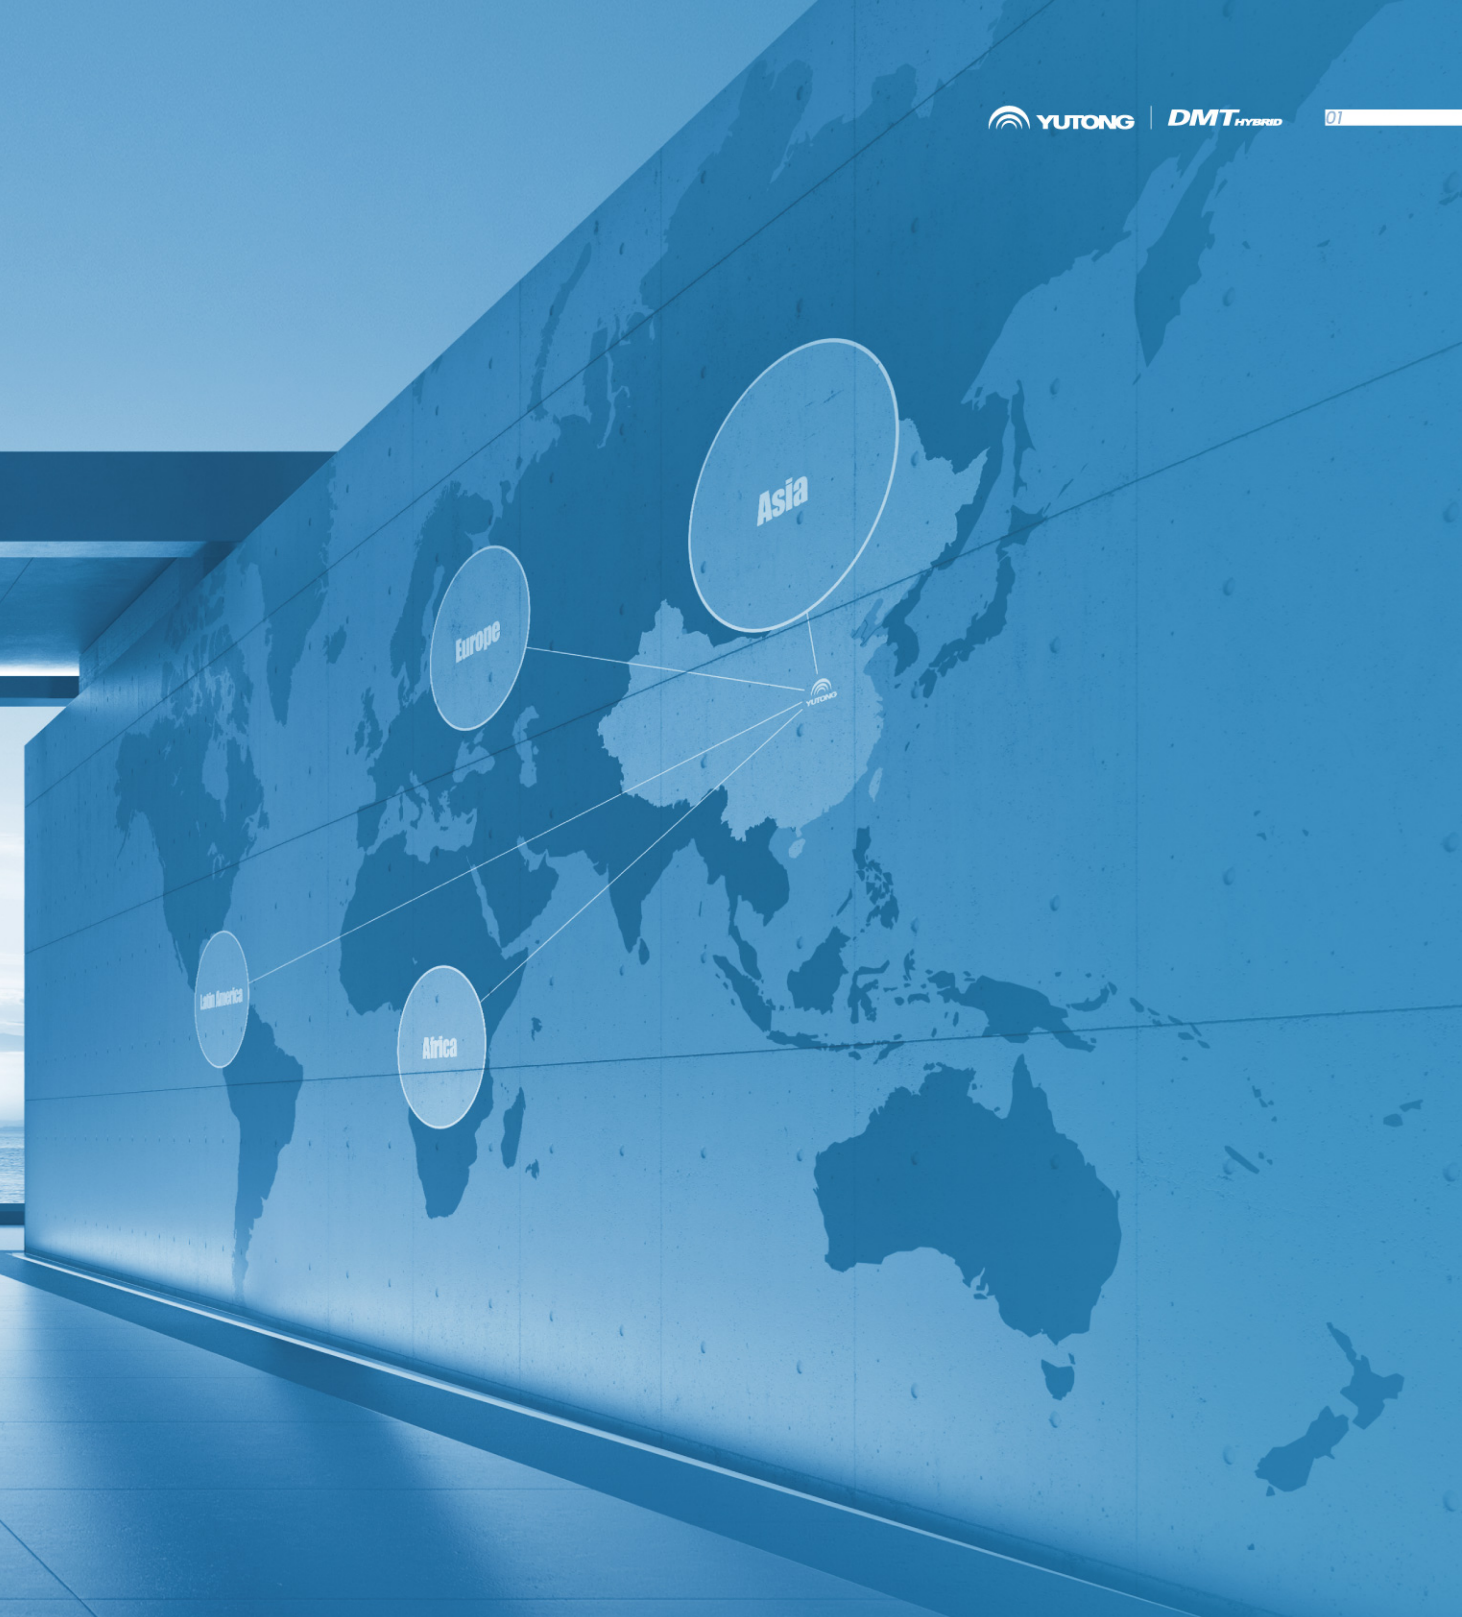 YUTONG | DMT HYBRID 01
Asia
Europe
YUTONG
Latin America
Africa